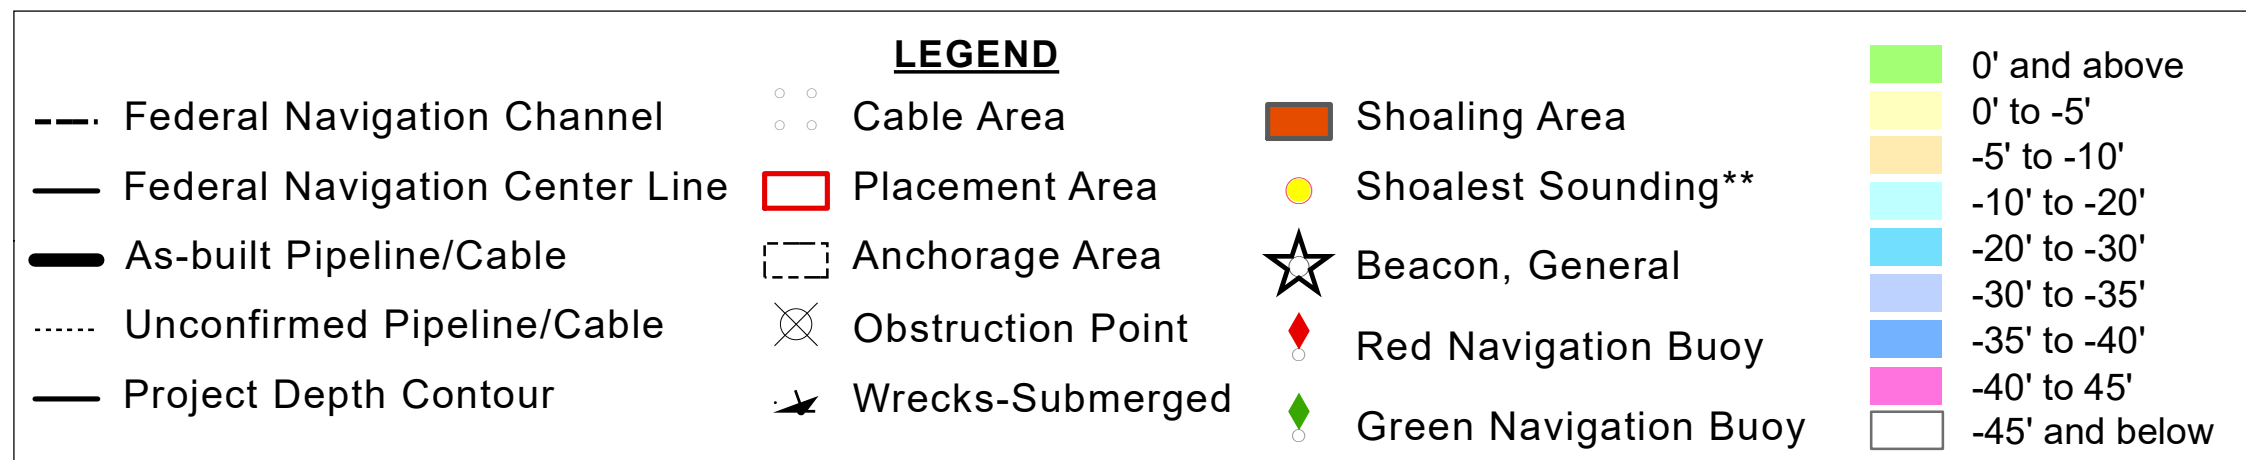 LEGEND
Federal Navigation Channel
Federal Navigation Center Line
As-built Pipeline/Cable
Unconfirmed Pipeline/Cable
Project Depth Contour
Cable Area
Placement Area
Anchorage Area
Obstruction Point
Wrecks-Submerged
Shoaling Area
Shoalest Sounding**
Beacon, General
Red Navigation Buoy
Green Navigation Buoy
0' and above
0' to -5'
-5' to -10'
-10' to -20'
-20' to -30'
-30' to -35'
-35' to -40'
-40' to 45'
-45' and below